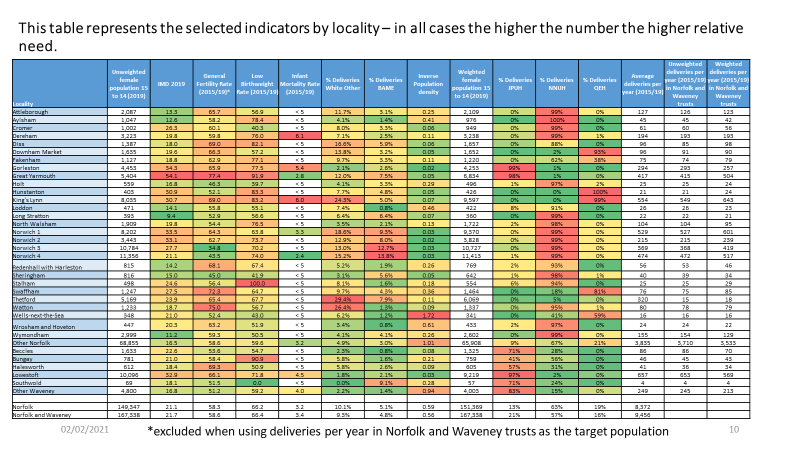 This table represents the selected indicators by locality – in all cases the higher the number the higher relative
need.
Locality
Unweighted female population 15 to 14 (2019)
IMD 2019
General Fertility Rate (2015/19)*
Low Birthweight Rate (2015/19)
Infant Mortality Rate (2015/19)
% Deliveries White Other
% Deliveries BAME
Inverse Population density
Weighted female population 15 to 14 (2019)
% Deliveries JPUH
% Deliveries NNUH
% Deliveries QEH
Average deliveries per year (2015/19)
Unweighted deliveries per year (2015/19) in Norfolk and Waveney trusts
Weighted deliveries per year (2015/19) in Norfolk and Waveney trusts
Attleborough 2,087 13.3 65.7 56.9 < 5 11.7% 3.1% 0.25 2,109 0% 99% 0% 127 126 123
Aylsham 1,047 12.6 58.2 78.4 < 5 4.1% 1.4% 0.41 976 0% 100% 0% 45 45 42
Cromer 1,002 26.3 60.1 40.3 < 5 8.0% 3.3% 0.06 949 0% 99% 0% 61 60 56
Dereham 3,223 19.8 59.8 76.0 6.1 7.1% 2.5% 0.11 3,238 0% 99% 1% 194 193 193
Diss 1,387 18.0 69.0 82.1 < 5 16.6% 5.9% 0.06 1,657 0% 88% 0% 96 85 98
Downham Market 1,635 19.6 66.3 57.2 < 5 13.8% 3.2% 0.05 1,652 0% 2% 93% 96 91 90
Fakenham 1,127 18.8 62.9 77.1 < 5 9.7% 3.3% 0.11 1,220 0% 62% 38% 75 74 79
Gorleston 4,453 54.3 65.9 77.5 5.4 2.8% 2.6% 0.05 4,253 99% 1% 0% 294 293 257
Great Yarmouth 5,404 54.1 77.4 91.9 2.8 12.0% 7.5% 0.05 6,834 98% 1% 0% 417 415 504
Holt 559 16.8 46.3 39.7 < 5 4.1% 3.3% 0.29 496 1% 97% 2% 25 25 24
Hunstanton 403 30.9 52.1 83.3 < 5 7.7% 4.8% 0.02 426 0% 0% 100% 24 24 23
King's Lynn 8,035 30.7 69.0 83.2 6.0 24.3% 5.0% 0.07 9,597 0% 0% 99% 554 549 643
Loddon 471 14.1 55.8 55.1 < 5 2.4% 0.8% 0.46 422 8% 91% 0% 26 26 23
Long Stratton 393 9.4 52.9 56.6 < 5 6.4% 6.4% 0.07 360 0% 99% 0% 22 22 21
North Walsham 1,909 19.8 54.4 76.5 < 5 3.5% 2.1% 0.13 1,722 2% 98% 0% 104 104 95
Norwich 1 8,202 33.5 64.3 63.8 < 5 18.6% 9.3% 0.03 9,370 0% 99% 0% 529 527 601
Norwich 2 3,443 33.1 62.7 73.7 < 5 12.9% 8.0% 0.02 3,828 0% 99% 0% 215 215 239
Norwich 3 10,784 27.7 34.8 70.2 < 5 13.0% 12.7% 0.03 10,727 0% 99% 0% 369 368 419
Norwich 4 11,356 21.1 43.5 74.0 2.4 15.2% 13.8% 0.03 11,413 1% 99% 0% 474 472 517
Redenhall with Harleston 815 14.2 68.1 67.4 < 5 5.2% 1.9% 0.26 769 2% 93% 0% 56 53 46
Sheringham 816 15.0 45.0 41.9 < 5 3.1% 5.6% 0.05 642 1% 98% 1% 40 39 34
Stalham 498 24.6 56.4 100.0 < 5 8.1% 1.6% 0.18 554 6% 94% 0% 25 25 29
Swaffham 1,247 27.5 72.3 64.7 < 5 9.7% 4.3% 0.36 1,464 0% 18% 81% 76 75 85
Thetford 5,169 23.9 65.4 67.7 < 5 29.4% 7.9% 0.11 6,069 0% 5% 0% 320 15 18
Watton 1,233 18.7 75.0 56.7 < 5 26.4% 1.3% 0.09 1,337 0% 95% 1% 80 78 79
Wells-next-the-Sea 348 21.0 52.4 43.0 < 5 6.2% 1.2% 1.72 341 0% 41% 59% 16 16 16
Wroxham and Hoveton 447 20.3 63.2 51.9 < 5 3.4% 0.8% 0.61 433 2% 97% 0% 24 24 22
Wymondham 2,999 11.2 59.3 50.5 < 5 4.1% 4.1% 0.26 2,602 0% 99% 0% 155 154 129
Other Norfolk 68,855 16.5 58.6 59.6 3.2 4.9% 3.0% 1.01 65,908 9% 67% 21% 3,835 3,710 3,533
Beccles 1,633 22.6 53.6 54.7 < 5 2.3% 0.8% 0.08 1,325 71% 28% 0% 86 86 70
Bungay 781 21.0 58.4 90.9 < 5 5.8% 1.6% 0.21 759 41% 56% 0% 46 45 43
Halesworth 612 18.4 69.3 50.9 < 5 5.8% 2.6% 0.09 605 57% 31% 0% 41 36 34
Lowestoft 10,096 32.9 66.1 71.8 4.5 1.8% 2.1% 0.03 9,219 97% 2% 0% 657 653 569
Southwold 69 18.1 51.5 0.0 < 5 0.0% 9.1% 0.28 57 71% 24% 0% 4 4 4
Other Waveney 4,800 16.8 51.2 59.2 4.0 2.2% 1.4% 0.94 4,003 83% 15% 0% 249 245 213
Norfolk 149,347 21.1 58.3 66.2 3.2 10.1% 5.1% 0.59 151,369 13% 63% 19% 8,372
Norfolk and Waveney 167,338 21.7 58.6 66.4 3.4 9.3% 4.8% 0.56 167,338 21% 57% 16% 9,456
02/02/2021
*excluded when using deliveries per year in Norfolk and Waveney trusts as the target population
10